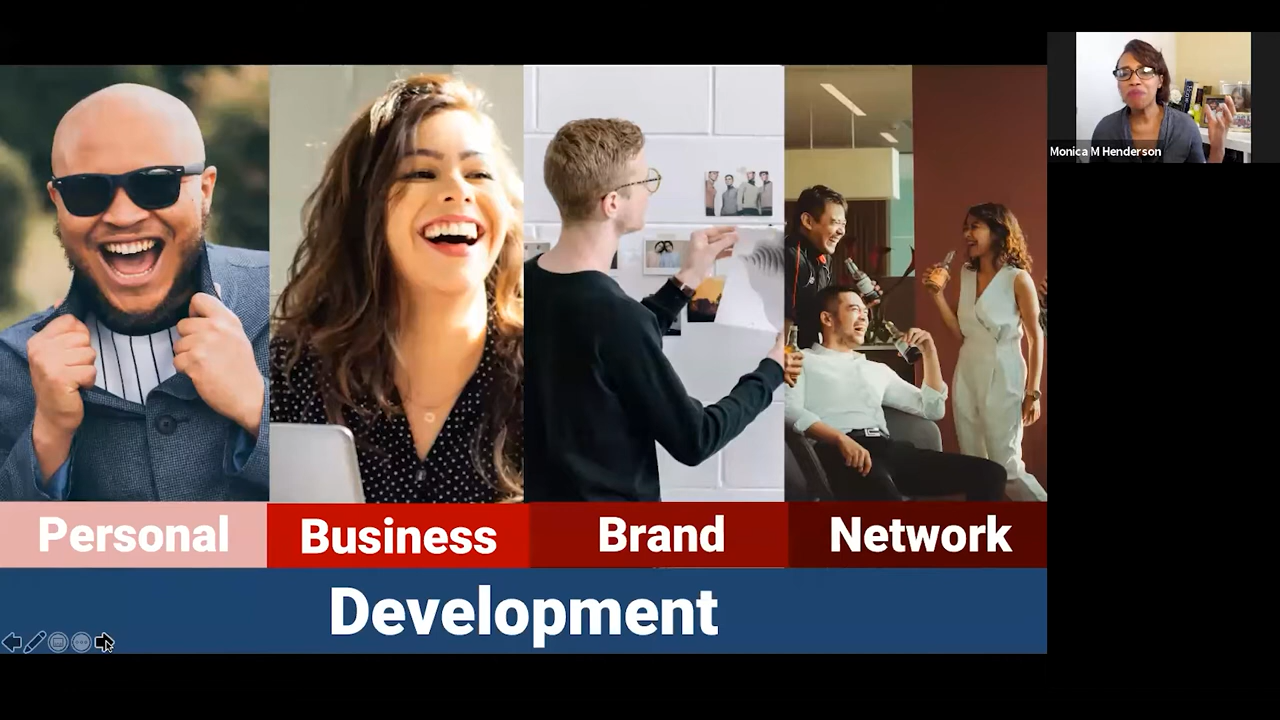 Personal
Business
Brand
Network
Development
Monica M Henderson